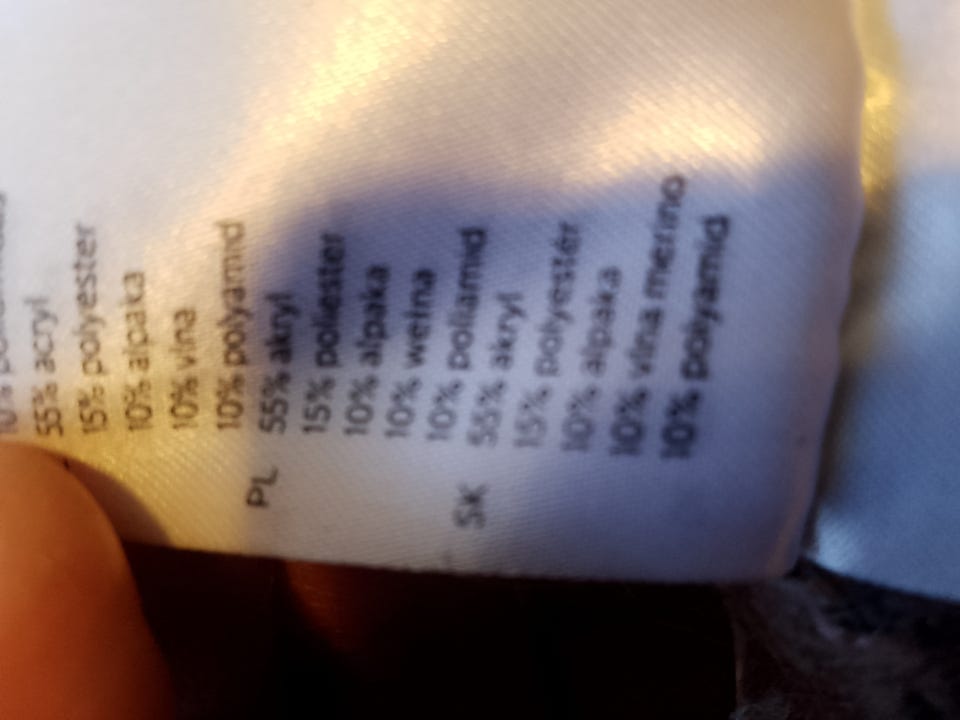 55% acryl
15% polyester
10% alpaka
10% vlna
10% polyamid
PL 55% akryl
15% poliester
10% alpaka
10% wełna
10% poliamid
SK 55% akryl
15% polyestér
10% alpaka
10% vlna merino
10% polyamid